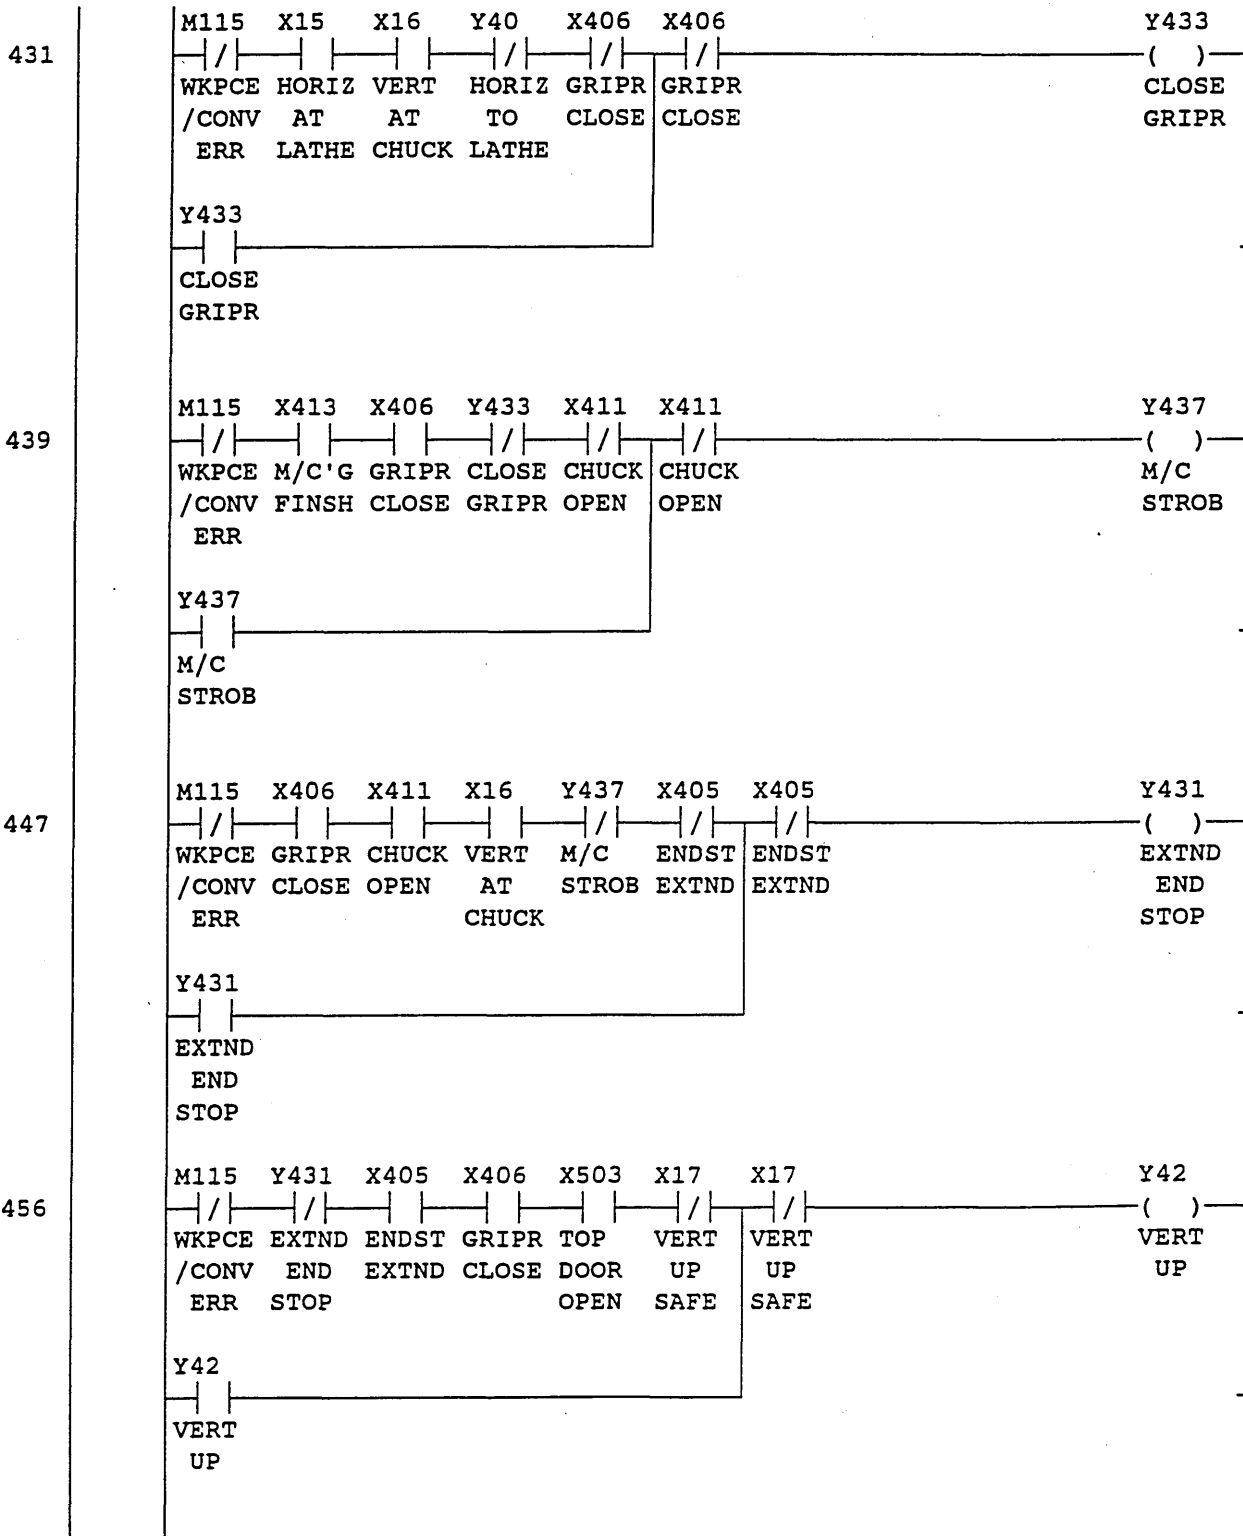 M115 X15 X16 Y40 X406 X406 Y433
431
WKPCE HORIZ VERT HORIZ GRIPR GRIPR CLOSE
/CONV AT AT TO CLOSE CLOSE GRIPR
ERR LATHE CHUCK LATHE
Y433
CLOSE
GRIPR
M115 X413 X406 Y433 X411 X411 Y437
439
WKPCE M/C'G GRIPR CLOSE CHUCK CHUCK M/C
/CONV FINSH CLOSE GRIPR OPEN OPEN STROB
ERR
Y437
M/C
STROB
M115 X406 X411 X16 Y437 X405 X405 Y431
447
WKPCE GRIPR CHUCK VERT M/C ENDST ENDST EXTND
/CONV CLOSE OPEN AT STROB EXTND EXTND END
ERR CHUCK STOP
Y431
EXTND
END
STOP
M115 Y431 X405 X406 X503 X17 X17 Y42
456
WKPCE EXTND ENDST GRIPR TOP VERT VERT VERT
/CONV END EXTND CLOSE DOOR UP UP UP
ERR STOP OPEN SAFE SAFE
Y42
VERT
UP